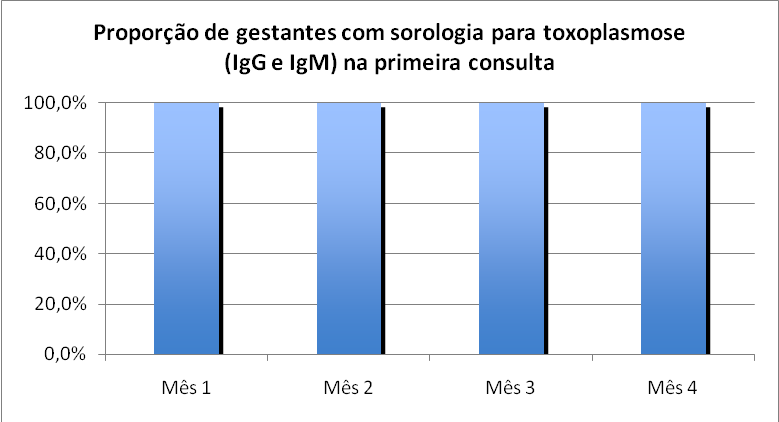 Proporção de gestantes com sorologia para toxoplasmose
(IgG e IgM) na primeira consulta
100,0%
80,0%
60,0%
40,0%
20,0%
0,0%
Mês 1 Mês 2 Mês 3 Mês 4